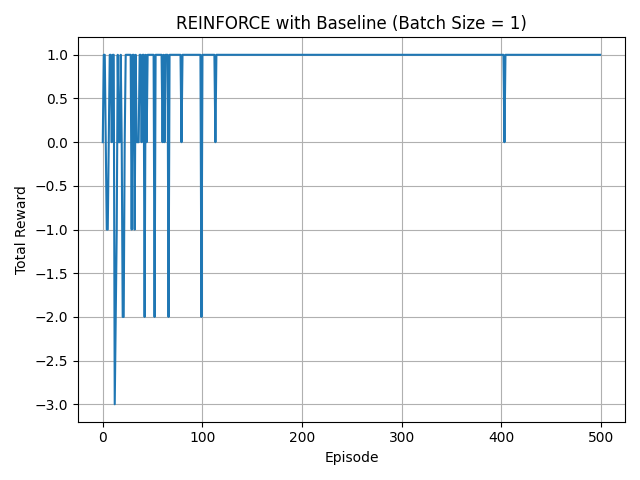 REINFORCE with Baseline (Batch Size = 1)
1.0
0.5
0.0
−0.5
−1.0
−1.5
−2.0
−2.5
−3.0
Total Reward
0 100 200 300 400 500
Episode